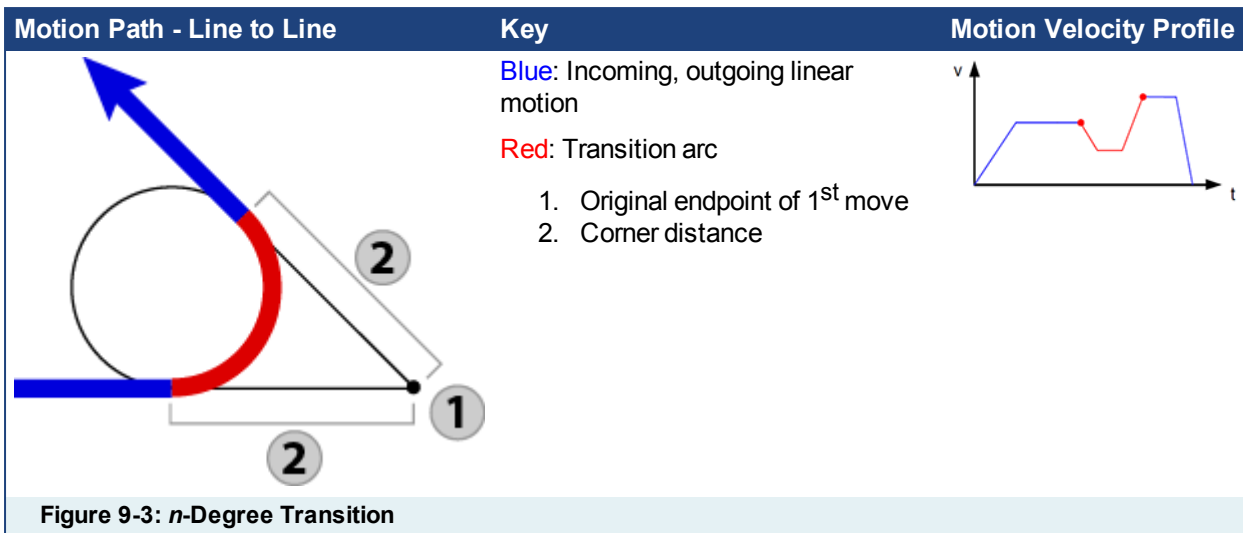 Motion Path - Line to Line
Key
Motion Velocity Profile
2
1
2
Blue: Incoming, outgoing linear
motion
Red: Transition arc
1. Original endpoint of 1st move
2. Corner distance
v
t
Figure 9-3: n-Degree Transition